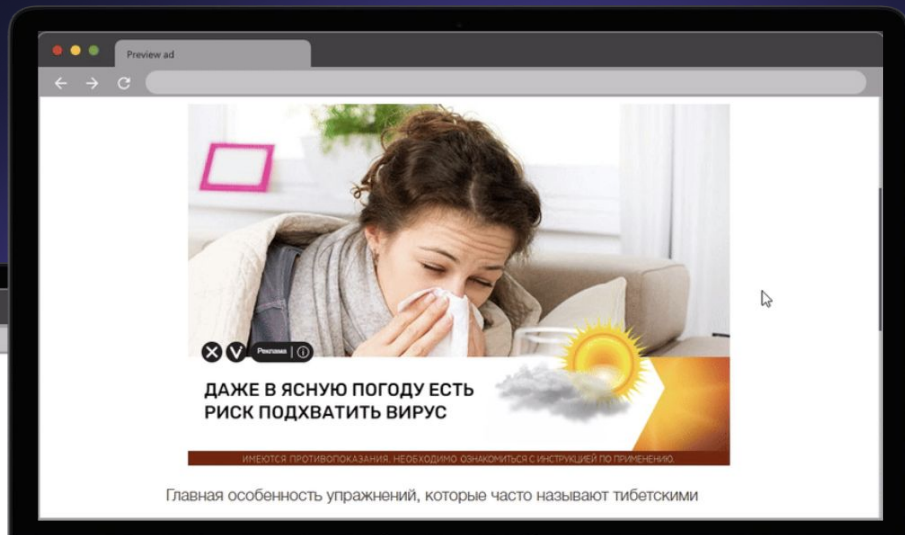 Preview ad
Реклама
ДАЖЕ В ЯСНУЮ ПОГОДУ ЕСТЬ
РИСК ПОДХВАТИТЬ ВИРУС
ИМЕЮТСЯ ПРОТИВОПОКАЗАНИЯ. НЕОБХОДИМО ОЗНАКОМИТЬСЯ С ИНСТРУКЦИЕЙ ПО ПРИМЕНЕНИЮ.
Главная особенность упражнений, которые часто называют тибетскими